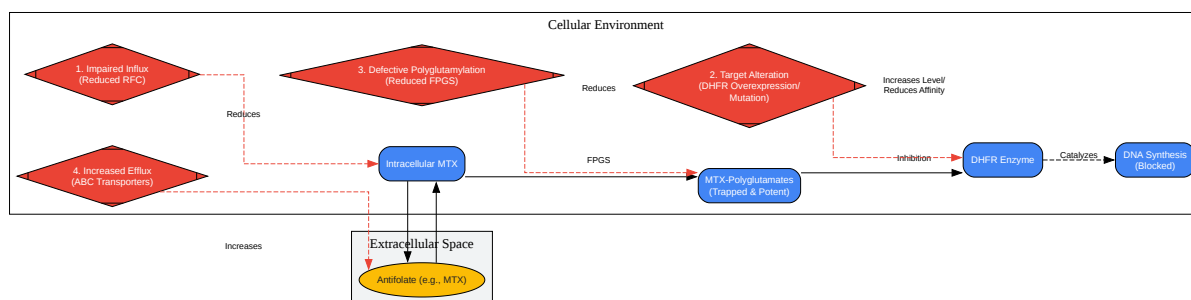 Cellular Environment
1. Impaired Influx
(Reduced RFC)
3. Defective Polyglutamylation
(Reduced FPGS)
2. Target Alteration
(DHFR Overexpression/
Mutation)
Increases Level/
Reduces Affinity
Reduces
Reduces
4. Increased Efflux
(ABC Transporters)
Intracellular MTX
FPGS
MTX-Polyglutamates
(Trapped & Potent)
Inhibition
DHFR Enzyme
Catalyzes
DNA Synthesis
(Blocked)
Increases
Extracellular Space
Antifolate (e.g., MTX)